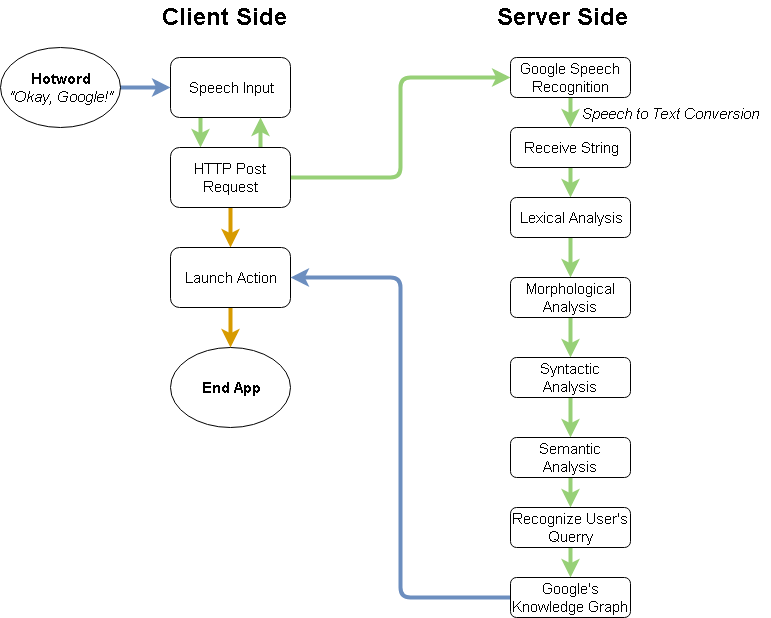 Client Side
Server Side
Hotword
"Okay, Google!"
Speech Input
HTTP Post
Request
Launch Action
End App
Google Speech
Recognition
Speech to Text Conversion
Receive String
Lexical Analysis
Morphological
Analysis
Syntactic
Analysis
Semantic
Analysis
Recognize User's
Querry
Google's
Knowledge Graph